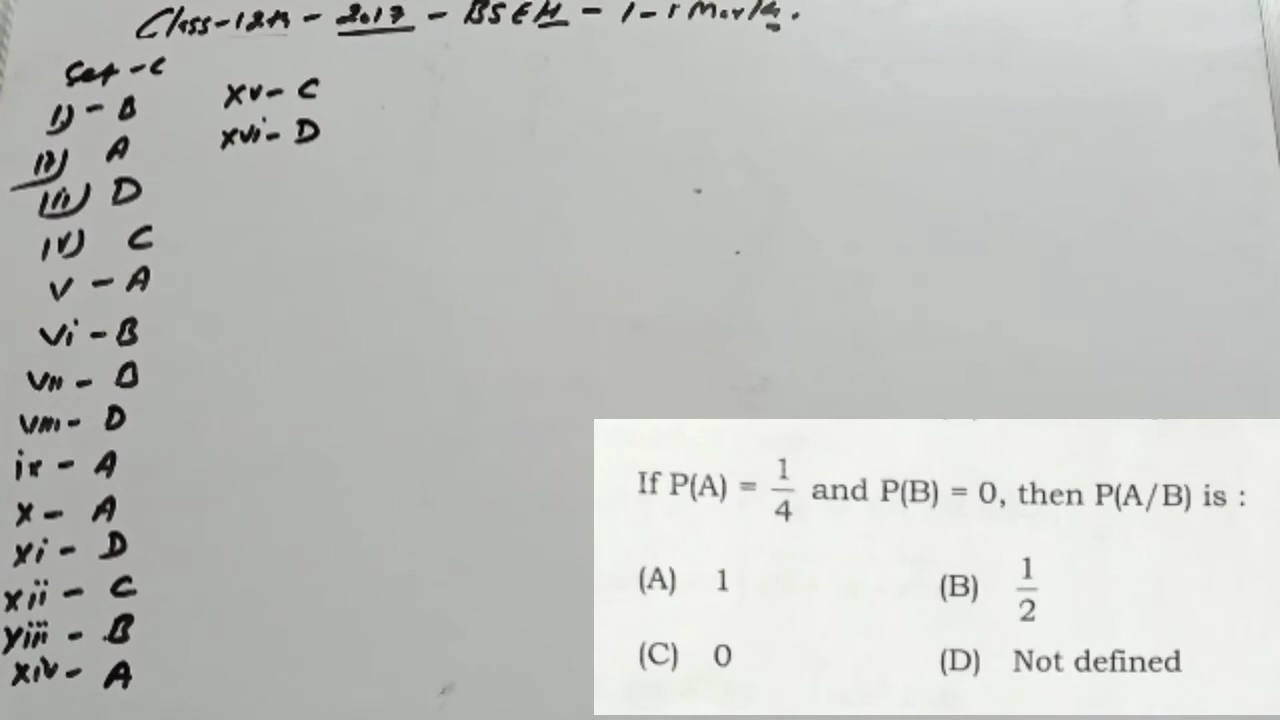 Class-12th - 2017 - BSEH - 1-1 Mark.
Set-C
i) - B
ii) A
iii) D
iv) C
v - A
vi - B
vii - D
viii - D
ix - A
x - A
xi - D
xii - C
xiii - B
xiv - A
xv - C
xvi - D
If P(A) = 1/4 and P(B) = 0, then P(A/B) is :
(A) 1 (B) 1/2
(C) 0 (D) Not defined